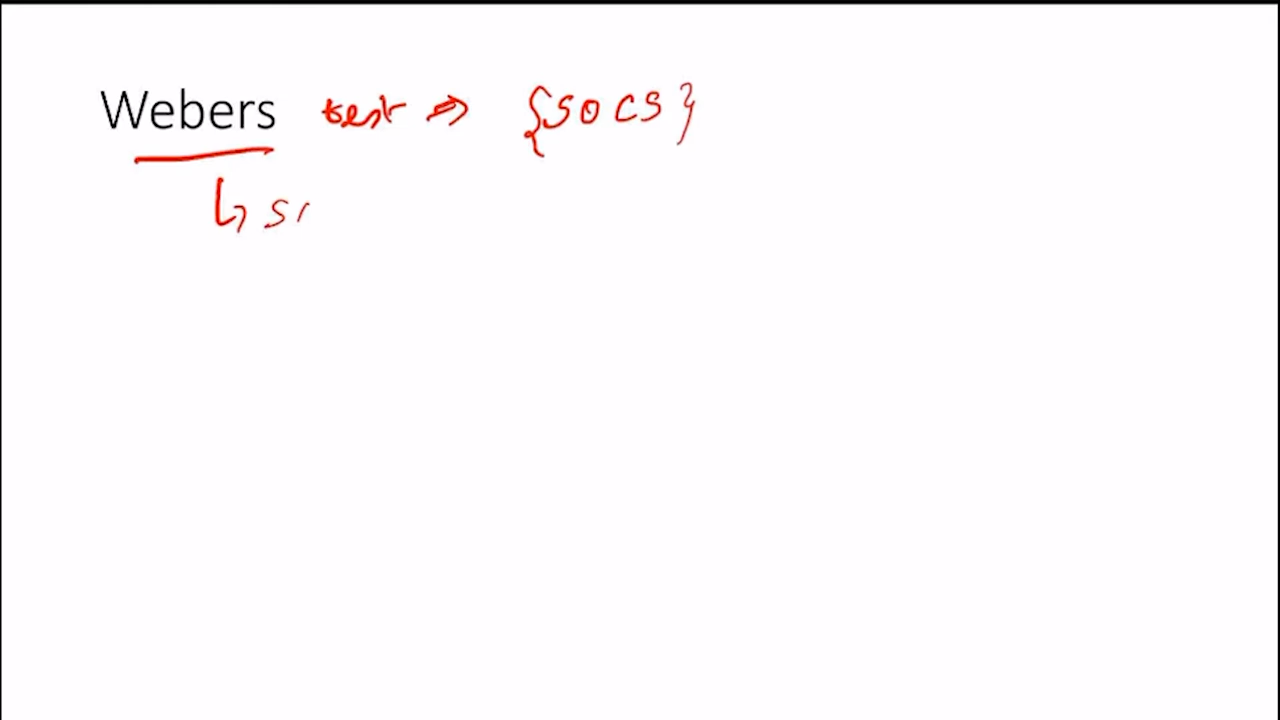 Webers test ⇒ {SOCS}
↳ S